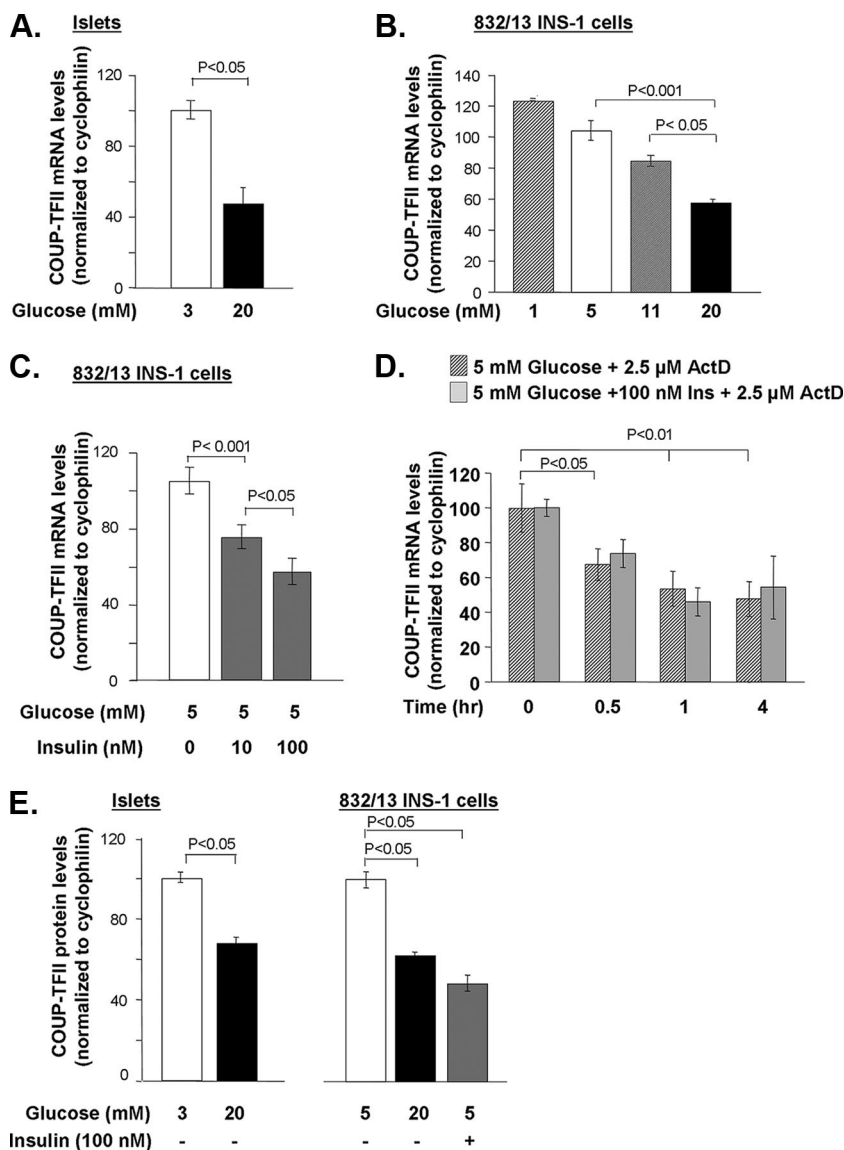 A.
Islets
COUP-TFII mRNA levels
(normalized to cyclophilin)
120
80
40
0
P<0.05
Glucose (mM) 3 20
B.
832/13 INS-1 cells
COUP-TFII mRNA levels
(normalized to cyclophilin)
140
120
100
80
60
40
20
0
P<0.001
P< 0.05
Glucose (mM) 1 5 11 20
C.
832/13 INS-1 cells
COUP-TFII mRNA levels
(normalized to cyclophilin)
120
80
40
0
P< 0.001
P<0.05
Glucose (mM) 5 5 5
Insulin (nM) 0 10 100
D.
5 mM Glucose + 2.5 µM ActD
5 mM Glucose +100 nM Ins + 2.5 µM ActD
COUP-TFII mRNA levels
(normalized to cyclophilin)
120
100
80
60
40
20
0
P<0.01
P<0.05
Time (hr) 0 0.5 1 4
E.
Islets
COUP-TFII protein levels
(normalized to cyclophilin)
120
80
40
0
P<0.05
832/13 INS-1 cells
P<0.05
P<0.05
Glucose (mM) 3 20 5 20 5
Insulin (100 nM) - - - - +